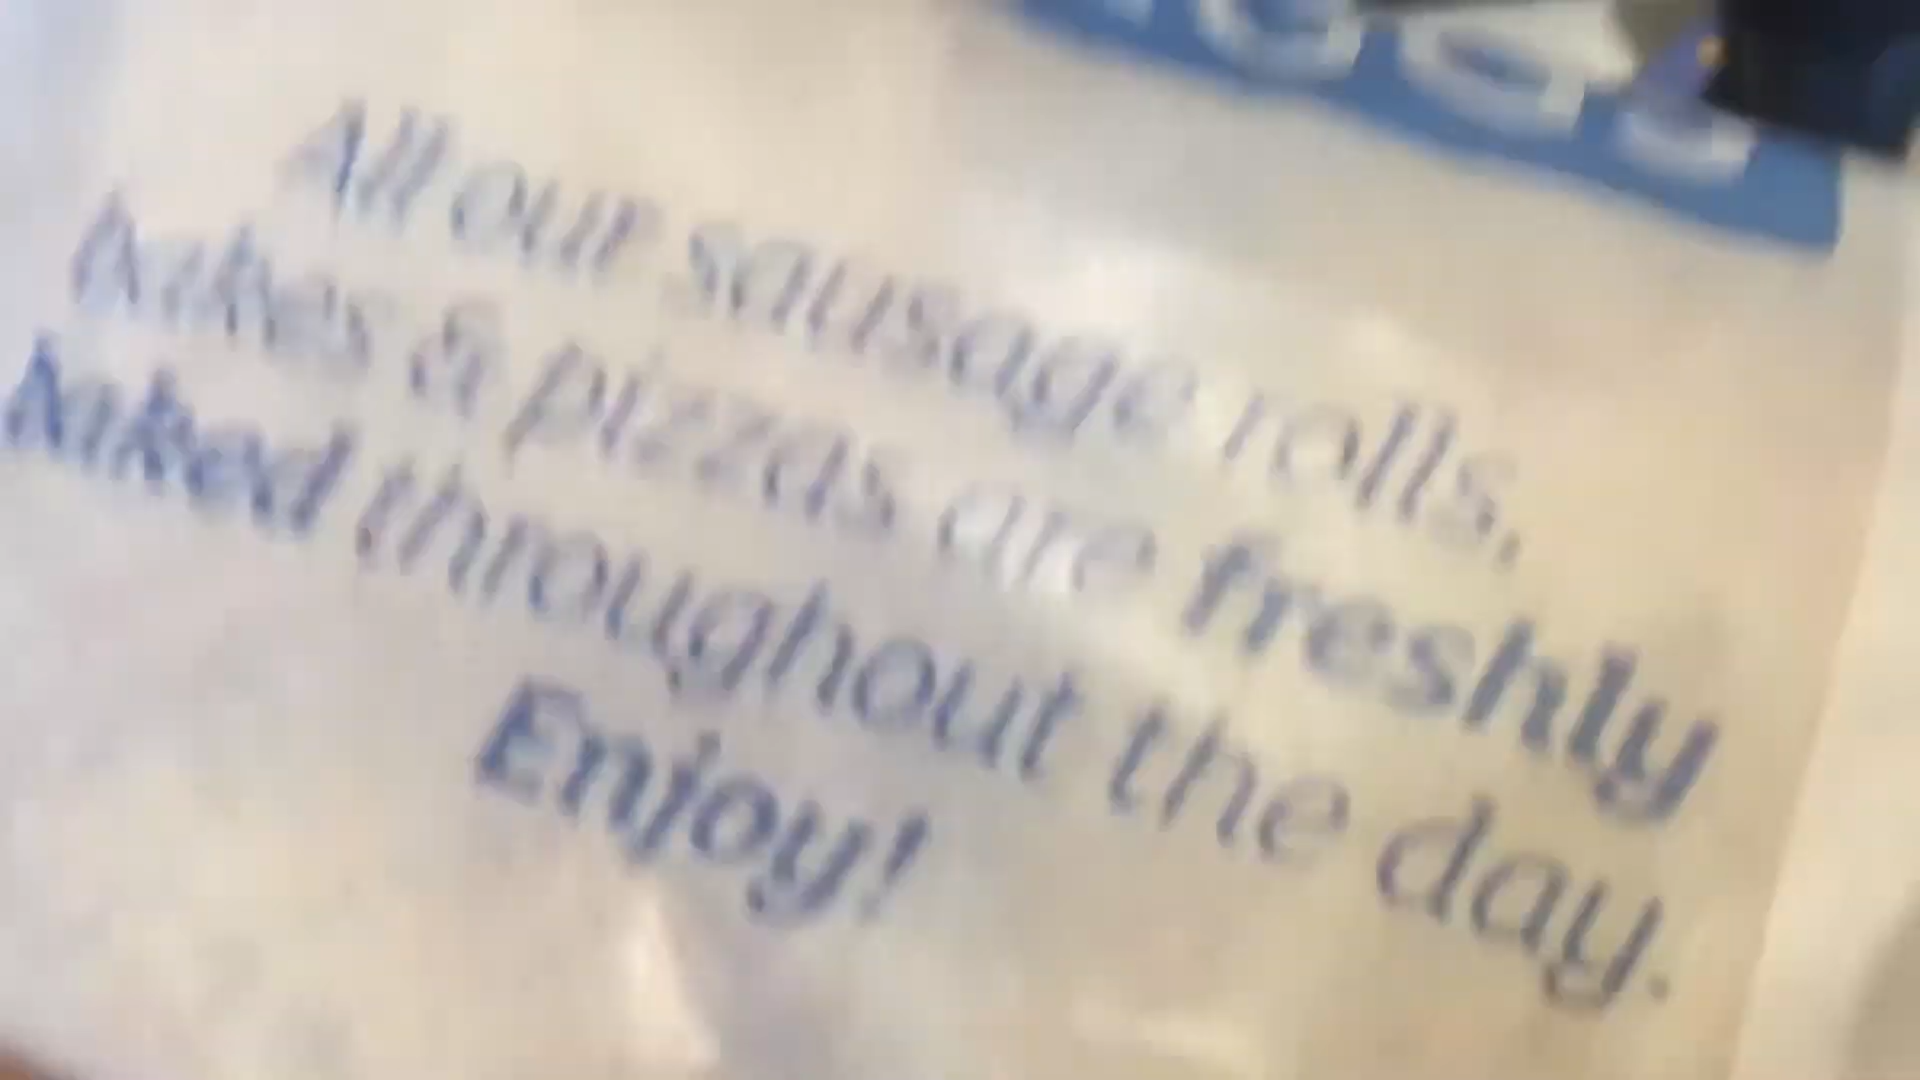 All our sausage rolls,
bakes & pizzas are freshly
baked throughout the day.
Enjoy!